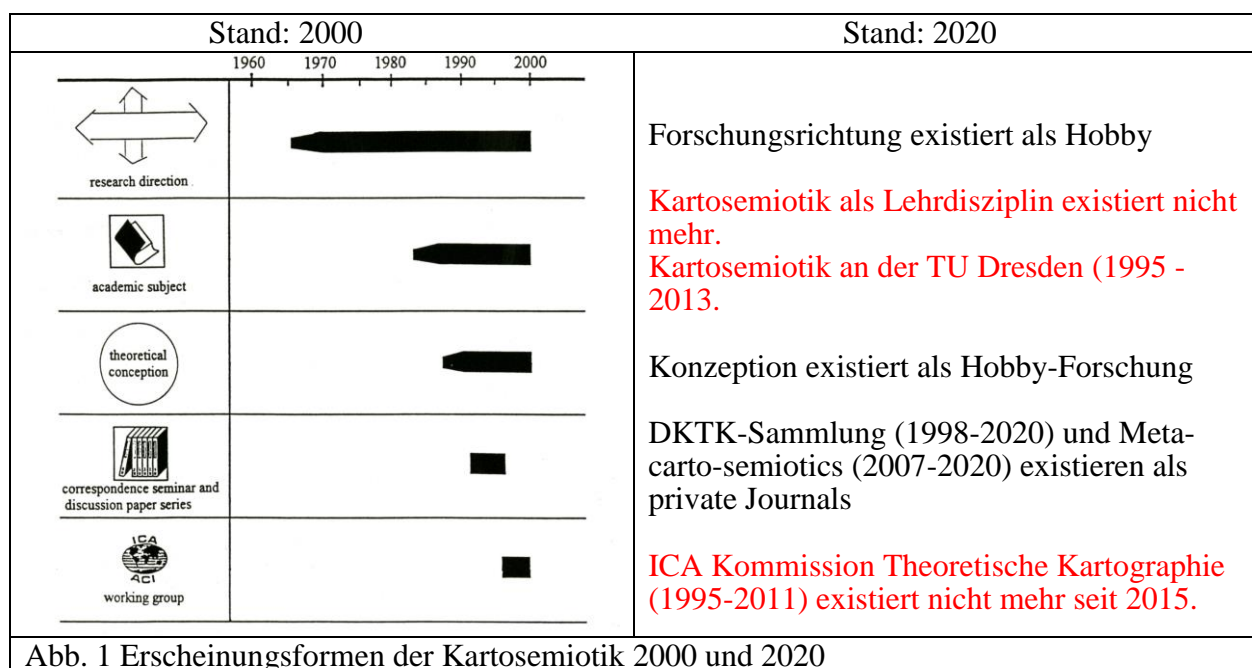 Stand: 2000
Stand: 2020
1960 1970 1980 1990 2000
research direction
academic subject
theoretical
conception
correspondence seminar and
discussion paper series
ICA
ACI
working group
Forschungsrichtung existiert als Hobby
Kartosemiotik als Lehrdisziplin existiert nicht
mehr.
Kartosemiotik an der TU Dresden (1995 -
2013.
Konzeption existiert als Hobby-Forschung
DKTK-Sammlung (1998-2020) und Meta-
carto-semiotics (2007-2020) existieren als
private Journals
ICA Kommission Theoretische Kartographie
(1995-2011) existiert nicht mehr seit 2015.
Abb. 1 Erscheinungsformen der Kartosemiotik 2000 und 2020